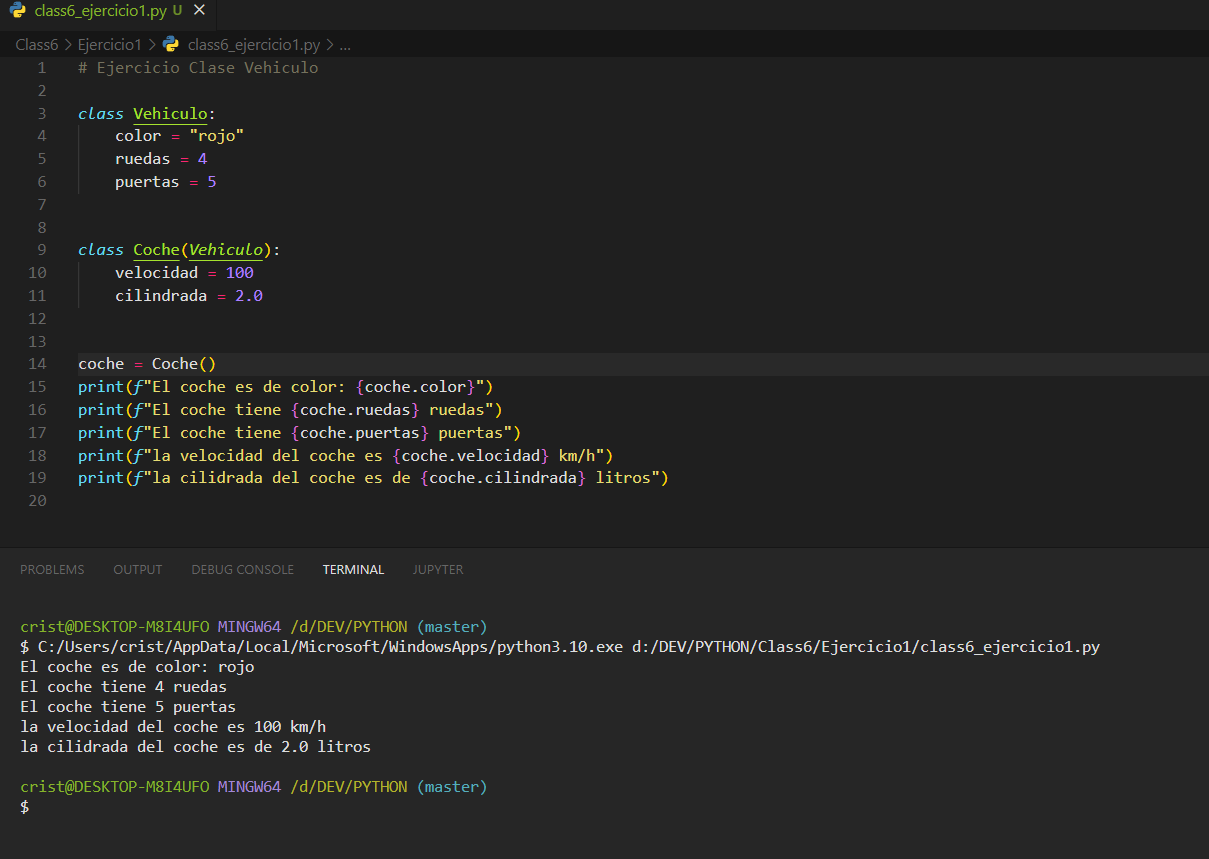 class6_ejercicio1.py U ×
Class6 > Ejercicio1 > class6_ejercicio1.py > ...
1 # Ejercicio Clase Vehiculo
2
3 class Vehiculo:
4     color = "rojo"
5     ruedas = 4
6     puertas = 5
7
8
9 class Coche(Vehiculo):
10     velocidad = 100
11     cilindrada = 2.0
12
13
14 coche = Coche()
15 print(f"El coche es de color: {coche.color}")
16 print(f"El coche tiene {coche.ruedas} ruedas")
17 print(f"El coche tiene {coche.puertas} puertas")
18 print(f"la velocidad del coche es {coche.velocidad} km/h")
19 print(f"la cilidrada del coche es de {coche.cilindrada} litros")
20
PROBLEMS OUTPUT DEBUG CONSOLE TERMINAL JUPYTER
crist@DESKTOP-M8I4UFO MINGW64 /d/DEV/PYTHON (master)
$ C:/Users/crist/AppData/Local/Microsoft/WindowsApps/python3.10.exe d:/DEV/PYTHON/Class6/Ejercicio1/class6_ejercicio1.py
El coche es de color: rojo
El coche tiene 4 ruedas
El coche tiene 5 puertas
la velocidad del coche es 100 km/h
la cilidrada del coche es de 2.0 litros
crist@DESKTOP-M8I4UFO MINGW64 /d/DEV/PYTHON (master)
$